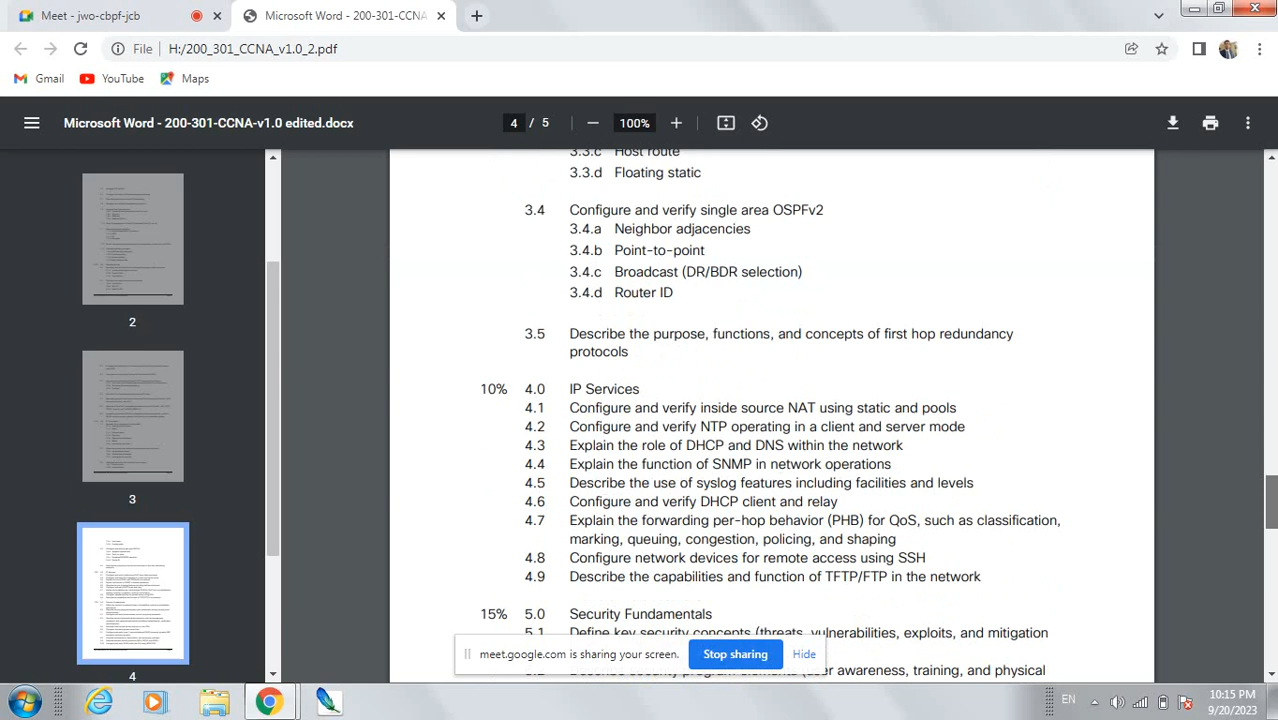 Meet - jwo-cbpf-jcb
Microsoft Word - 200-301-CCNA
File H:/200_301_CCNA_v1.0_2.pdf
Gmail YouTube Maps
Microsoft Word - 200-301-CCNA-v1.0 edited.docx
4 / 5
100%
2
3
4
3.3.c Host route
3.3.d Floating static
3.4 Configure and verify single area OSPFv2
3.4.a Neighbor adjacencies
3.4.b Point-to-point
3.4.c Broadcast (DR/BDR selection)
3.4.d Router ID
3.5 Describe the purpose, functions, and concepts of first hop redundancy
protocols
10% 4.0 IP Services
4.1 Configure and verify inside source NAT using static and pools
4.2 Configure and verify NTP operating in a client and server mode
4.3 Explain the role of DHCP and DNS within the network
4.4 Explain the function of SNMP in network operations
4.5 Describe the use of syslog features including facilities and levels
4.6 Configure and verify DHCP client and relay
4.7 Explain the forwarding per-hop behavior (PHB) for QoS, such as classification,
marking, queuing, congestion, policing, and shaping
4.8 Configure network devices for remote access using SSH
4.9 Describe the capabilities and function of TFTP/FTP in the network
15% 5.0 Security Fundamentals
5.1 Define key security concepts (threats, vulnerabilities, exploits, and mitigation
meet.google.com is sharing your screen. Stop sharing Hide
awareness, training, and physical
EN
10:15 PM
9/20/2023